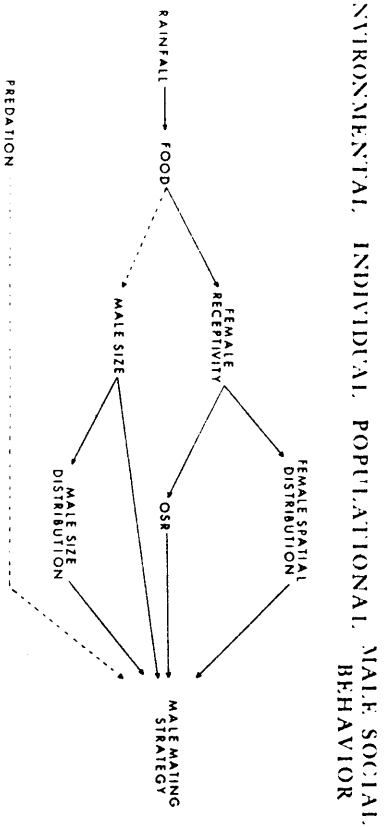 NVIRONMENTAL INDIVIDUAL POPULATIONAL MALE SOCIAL
BEHAVIOR
FEMALE SPATIAL
DISTRIBUTION
FEMALE
RECEPTIVITY
RAINFALL
FOOD
OSR
MALE MATING
STRATEGY
MALE SIZE
MALE SIZE
DISTRIBUTION
PREDATION